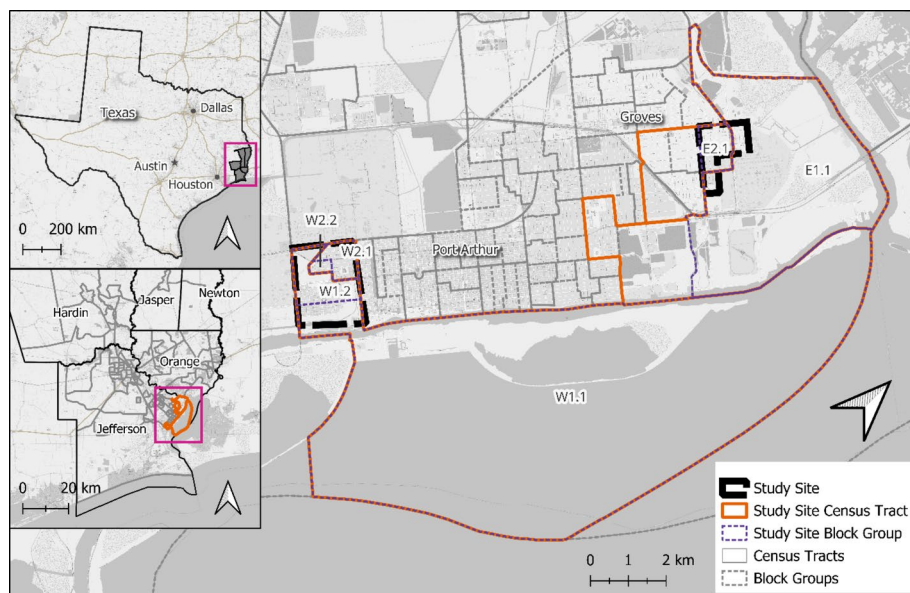 Texas
Dallas
Austin
Houston
0 200 km
Hardin
Jasper
Newton
Orange
Jefferson
0 20 km
Groves
E2.1
E1.1
W2.2
W2.1
Port Arthur
W1.2
W1.1
0 1 2 km
Study Site
Study Site Census Tract
Study Site Block Group
Census Tracts
Block Groups